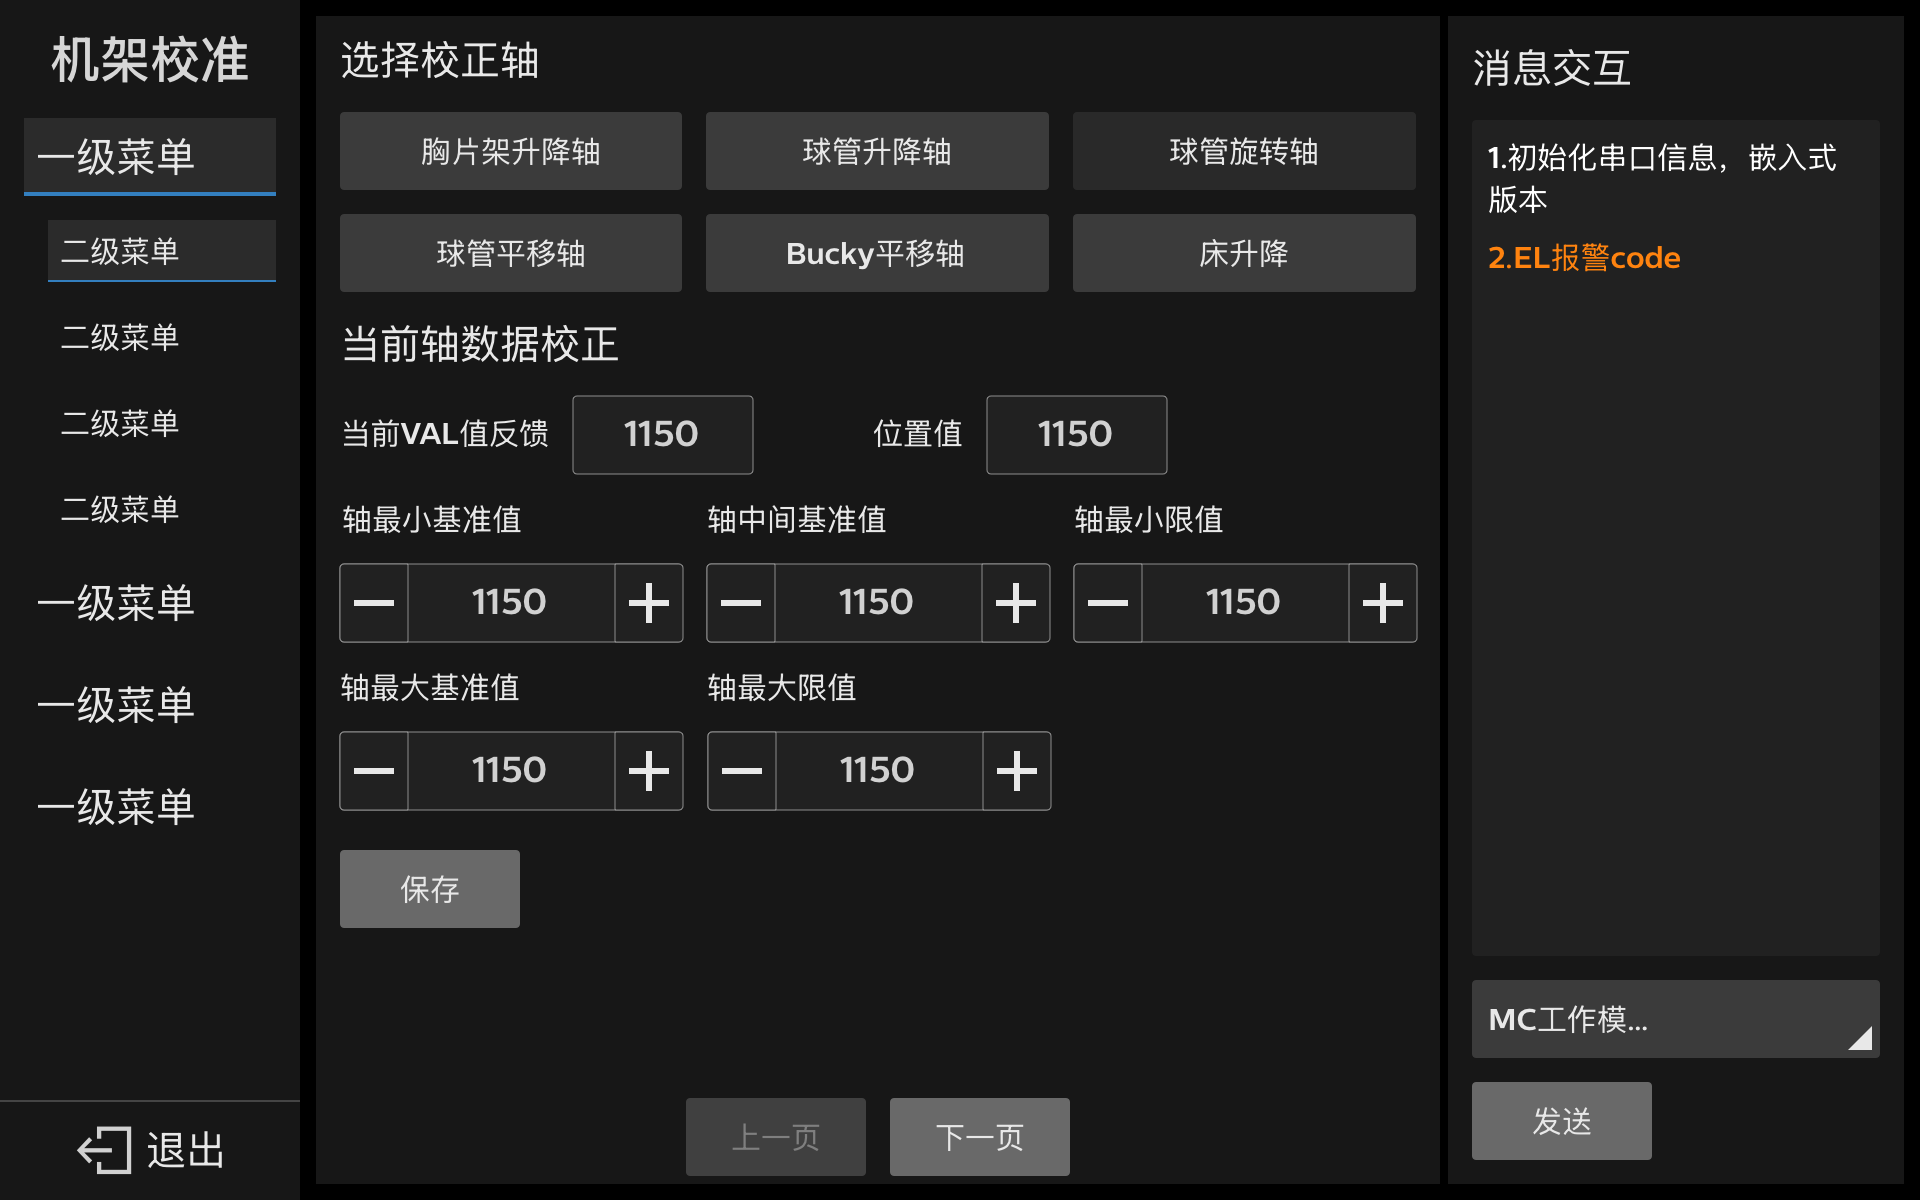 机架校准
一级菜单
二级菜单
二级菜单
二级菜单
二级菜单
一级菜单
一级菜单
一级菜单
退出
选择校正轴
胸片架升降轴
球管升降轴
球管旋转轴
球管平移轴
Bucky平移轴
床升降
当前轴数据校正
当前VAL值反馈
1150
位置值
1150
轴最小基准值
轴中间基准值
轴最小限值
1150
1150
1150
轴最大基准值
轴最大限值
1150
1150
保存
上一页
下一页
消息交互
1.初始化串口信息，嵌入式
版本
2.EL报警code
MC工作模...
发送